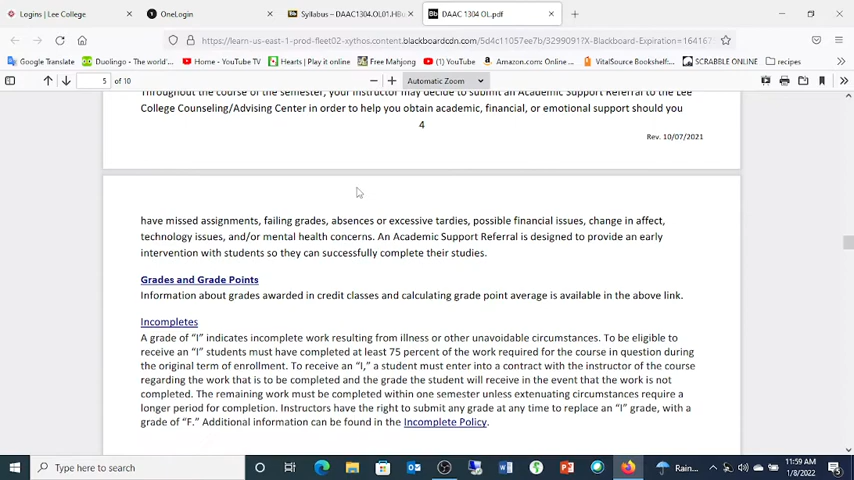 Logins | Lee College
OneLogin
Syllabus – DAAC1304.OL01.HBu
DAAC 1304 OL.pdf
https://learn-us-east-1-prod-fleet02-xythos.content.blackboardcdn.com/5d4c11057ee7b/3299091?X-Blackboard-Expiration=16416
Google Translate
Duolingo - The world'...
Home - YouTube TV
Hearts | Play it online
Free Mahjong
(1) YouTube
Amazon.com: Online ...
VitalSource Bookshelf:...
SCRABBLE ONLINE
recipes
5 of 10
Automatic Zoom
Throughout the course of the semester, your instructor may decide to submit an Academic Support Referral to the Lee
College Counseling/Advising Center in order to help you obtain academic, financial, or emotional support should you
4
Rev. 10/07/2021
have missed assignments, failing grades, absences or excessive tardies, possible financial issues, change in affect,
technology issues, and/or mental health concerns. An Academic Support Referral is designed to provide an early
intervention with students so they can successfully complete their studies.
Grades and Grade Points
Information about grades awarded in credit classes and calculating grade point average is available in the above link.
Incompletes
A grade of “I” indicates incomplete work resulting from illness or other unavoidable circumstances. To be eligible to
receive an “I” students must have completed at least 75 percent of the work required for the course in question during
the original term of enrollment. To receive an “I,” a student must enter into a contract with the instructor of the course
regarding the work that is to be completed and the grade the student will receive in the event that the work is not
completed. The remaining work must be completed within one semester unless extenuating circumstances require a
longer period for completion. Instructors have the right to submit any grade at any time to replace an “I” grade, with a
grade of “F.” Additional information can be found in the Incomplete Policy.
Type here to search
Rain...
11:59 AM
1/8/2022